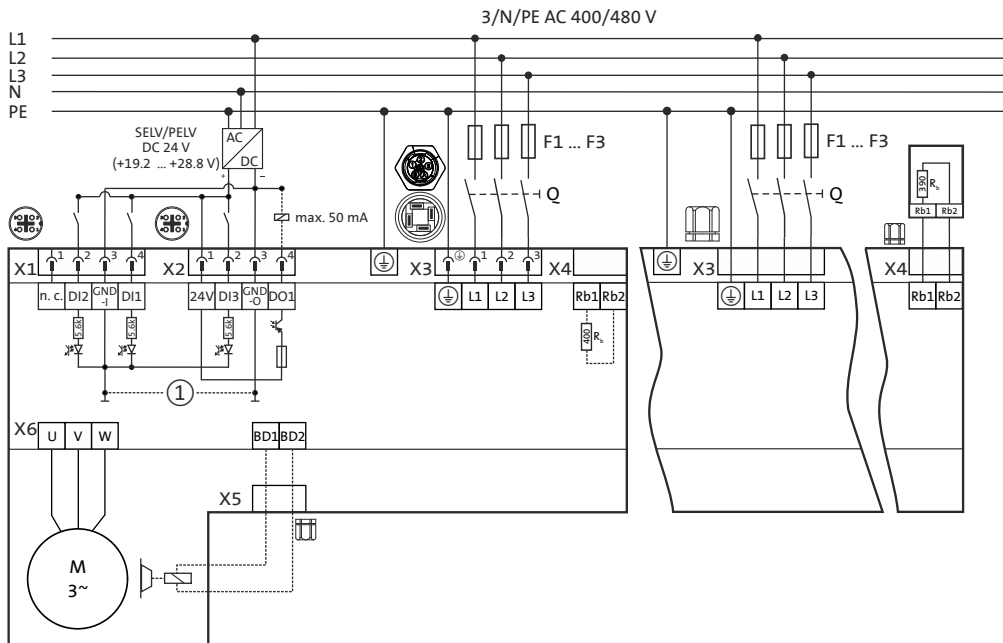 3/N/PE AC 400/480 V
L1
L2
L3
N
PE
SELV/PELV
DC 24 V
(+19.2 ... +28.8 V)
AC
DC
+
−
max. 50 mA
F1 ... F3
Q
F1 ... F3
Q
390
Rb
Rb1 Rb2
X1 1 2 3 4
X2 1 2 3 4
X3 1 2 3
X4
X3
X4
n. c. DI2 GND-I DI1
24V DI3 GND-O DO1
L1 L2 L3
Rb1 Rb2
L1 L2 L3
Rb1 Rb2
5.6k
5.6k
5.6k
400
Rb
1
X6 U V W
BD1 BD2
X5
M
3~